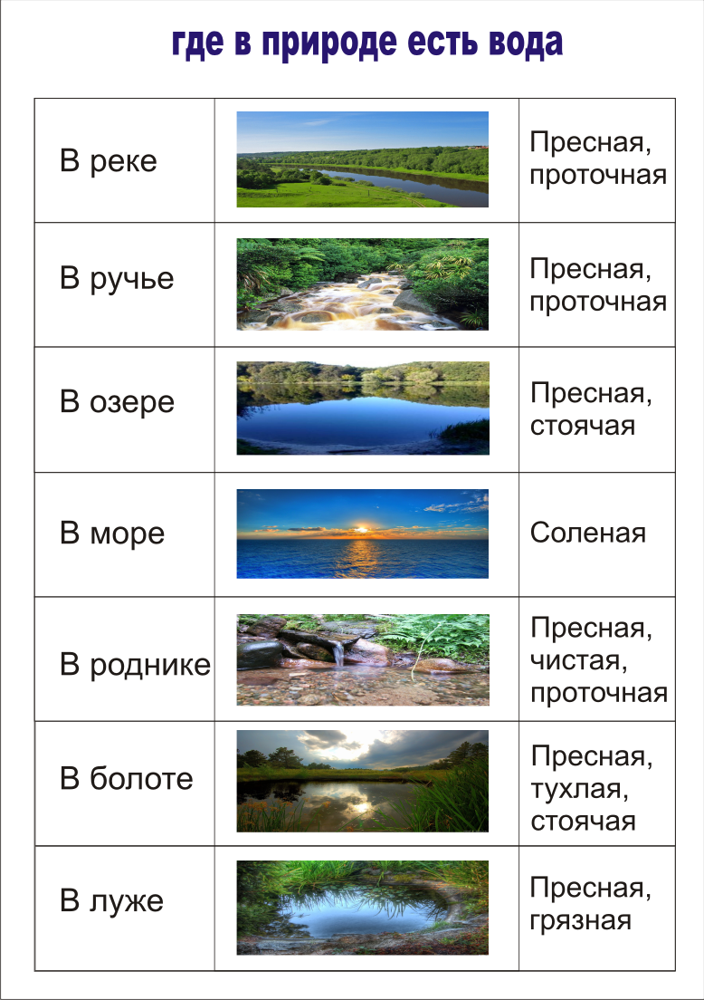 где в природе есть вода
В реке
Пресная,
проточная
В ручье
Пресная,
проточная
В озере
Пресная,
стоячая
В море
Соленая
В роднике
Пресная,
чистая,
проточная
В болоте
Пресная,
тухлая,
стоячая
В луже
Пресная,
грязная